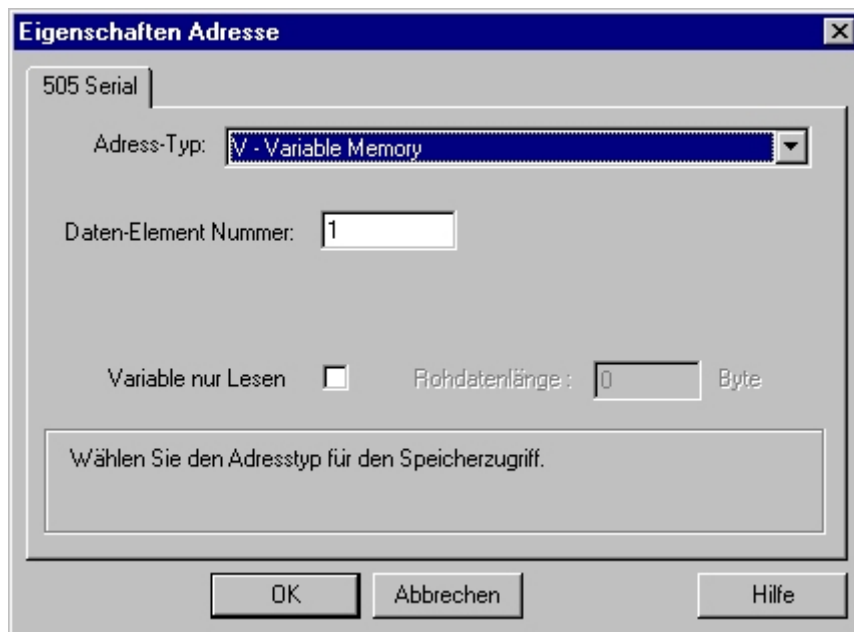 Eigenschaften Adresse
505 Serial
Adress-Typ: V - Variable Memory
Daten-Element Nummer: 1
Variable nur Lesen Rohdatenlänge : 0 Byte
Wählen Sie den Adresstyp für den Speicherzugriff.
OK Abbrechen Hilfe